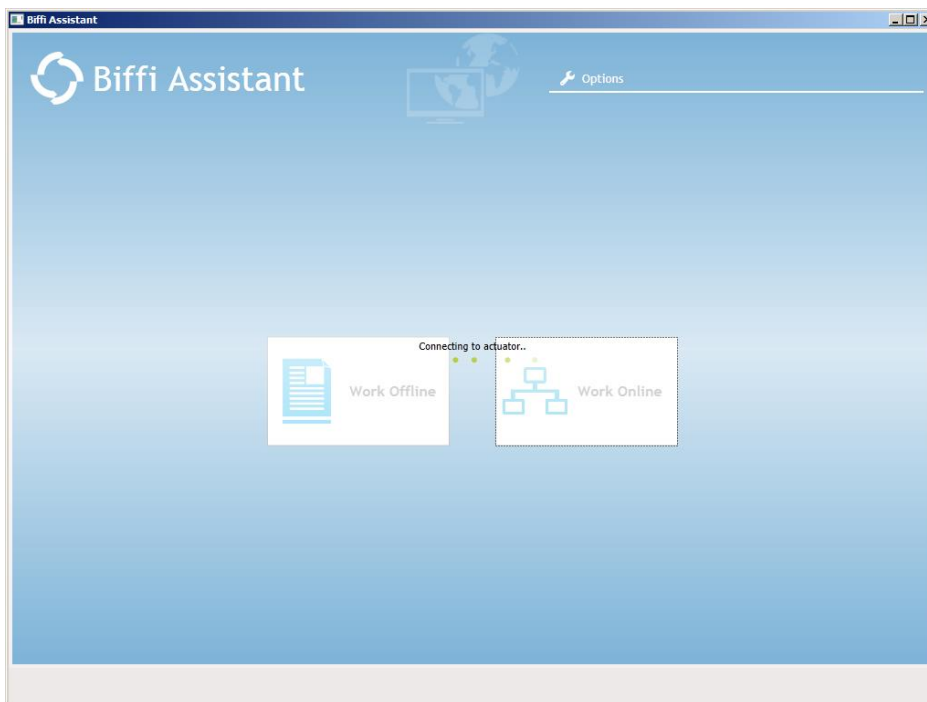 Biffi Assistant
Biffi Assistant
Options
Connecting to actuator..
Work Offline
Work Online